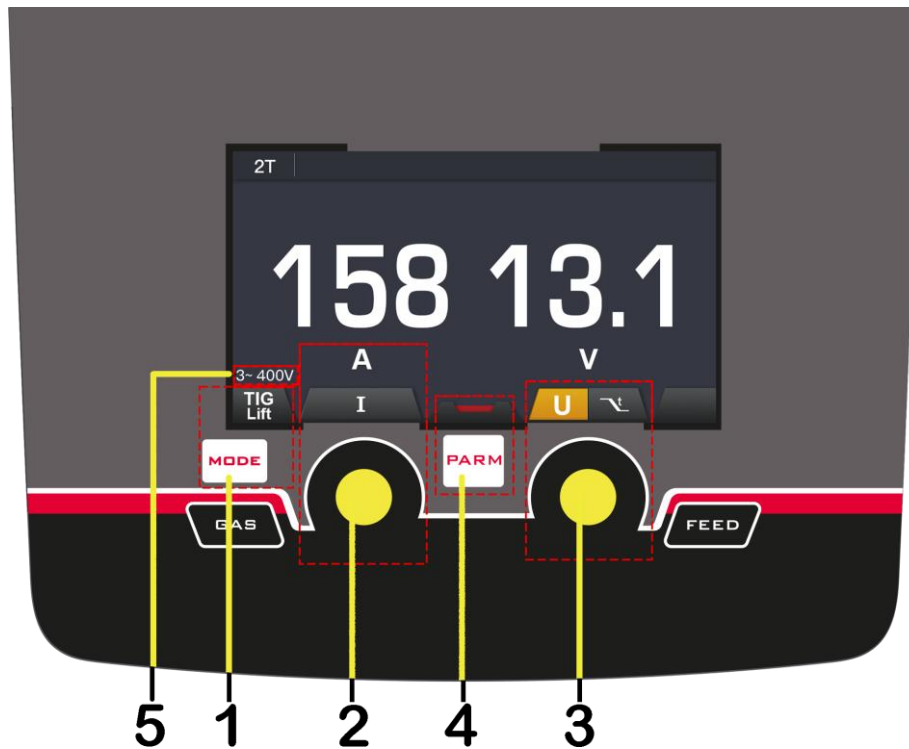 2T
158 13.1
A V
3~ 400V
TIG I U t
Lift
MODE PARM
GAS FEED
5 1 2 4 3